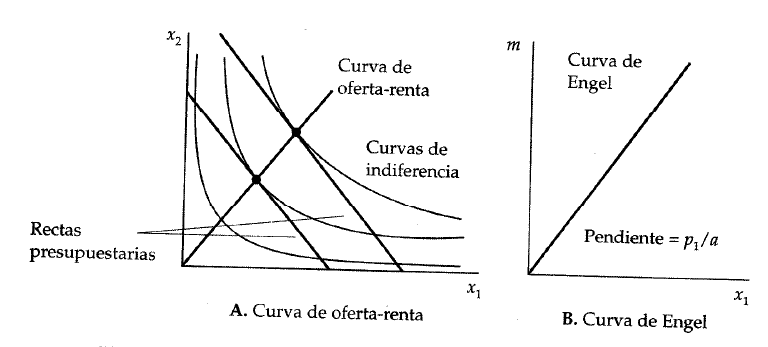 x₂
Curva de
oferta-renta
Curvas de
indiferencia
Rectas
presupuestarias
x₁
A. Curva de oferta-renta
m
Curva de
Engel
Pendiente = p₁/a
x₁
B. Curva de Engel